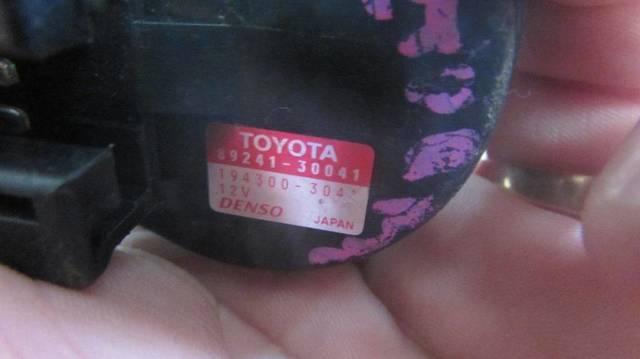 TOYOTA
89241-30041
194300-304*
12V
DENSO JAPAN